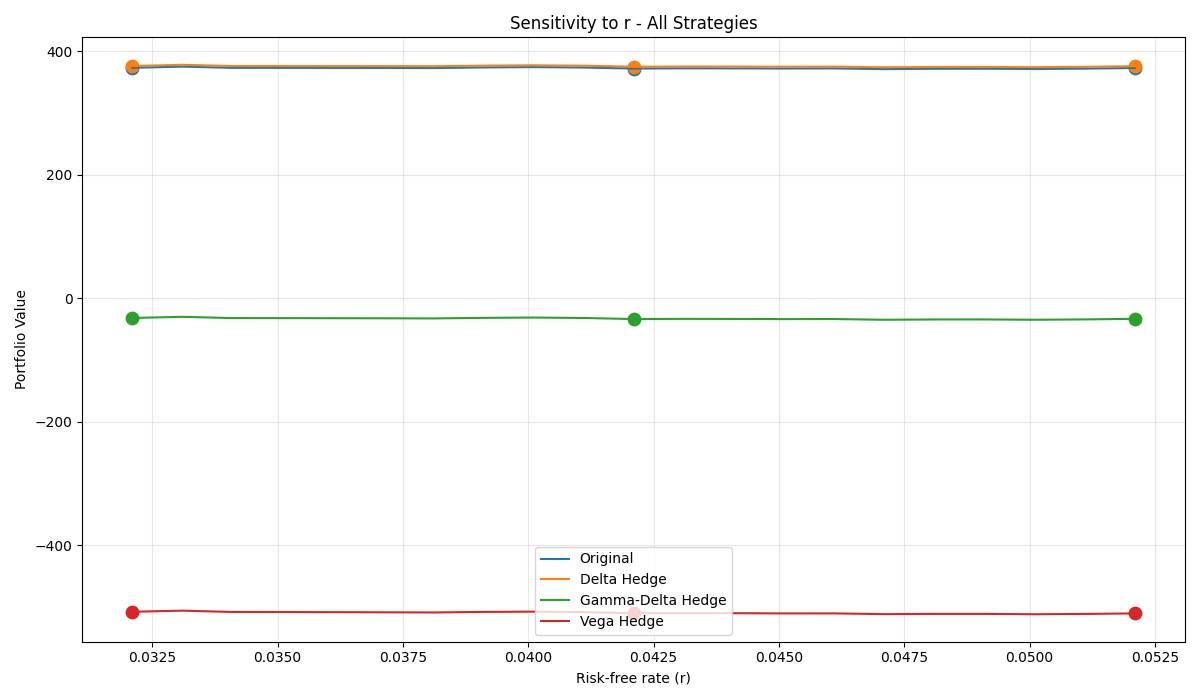 Sensitivity to r - All Strategies
Portfolio Value
400
200
0
−200
−400
0.0325
0.0350
0.0375
0.0400
0.0425
0.0450
0.0475
0.0500
0.0525
Risk-free rate (r)
Original
Delta Hedge
Gamma-Delta Hedge
Vega Hedge